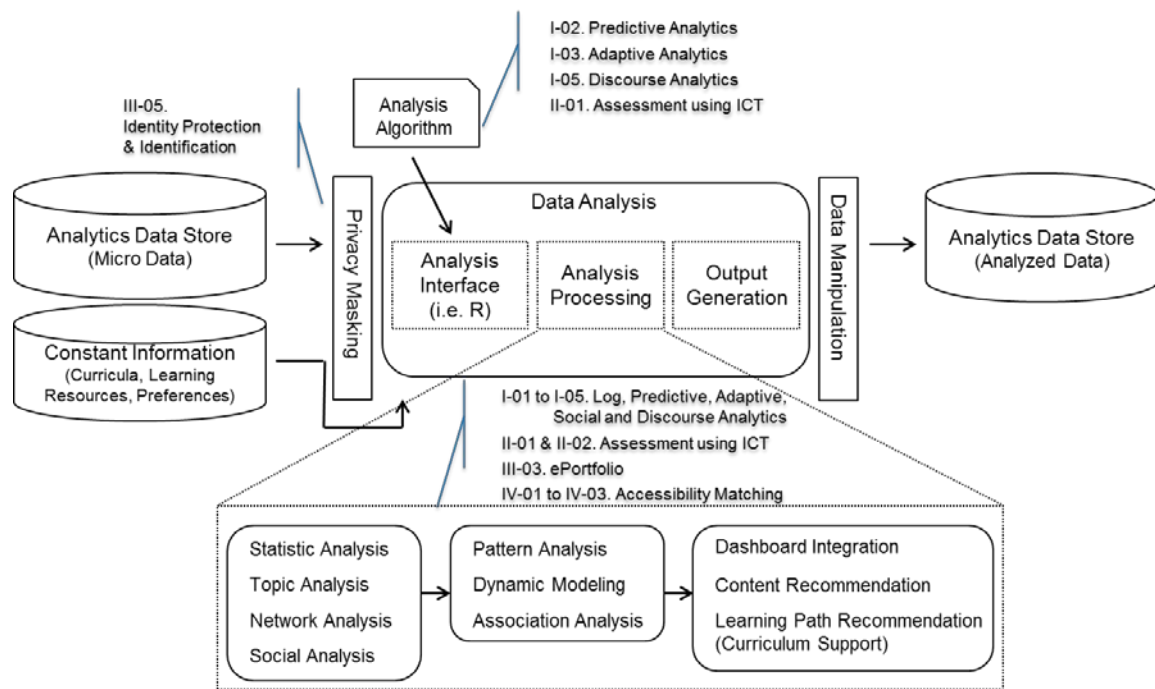 I-02. Predictive Analytics
I-03. Adaptive Analytics
I-05. Discourse Analytics
II-01. Assessment using ICT
Analysis
Algorithm
III-05.
Identity Protection
& Identification
Analytics Data Store
(Micro Data)
Constant Information
(Curricula, Learning
Resources, Preferences)
Privacy Masking
Data Analysis
Analysis
Interface
(i.e. R)
Analysis
Processing
Output
Generation
Data Manipulation
Analytics Data Store
(Analyzed Data)
I-01 to I-05. Log, Predictive, Adaptive,
Social and Discourse Analytics
II-01 & II-02. Assessment using ICT
III-03. ePortfolio
IV-01 to IV-03. Accessibility Matching
Statistic Analysis
Topic Analysis
Network Analysis
Social Analysis
Pattern Analysis
Dynamic Modeling
Association Analysis
Dashboard Integration
Content Recommendation
Learning Path Recommendation
(Curriculum Support)